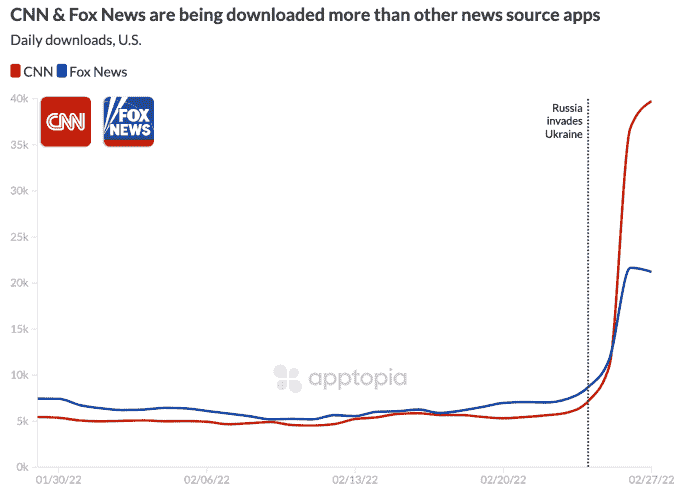 CNN & Fox News are being downloaded more than other news source apps
Daily downloads, U.S.
CNN Fox News
40k
CNN
FOX
NEWS
Russia
invades
Ukraine
35k
30k
25k
20k
15k
10k
apptopia
5k
0k
01/30/22 02/06/22 02/13/22 02/20/22 02/27/22